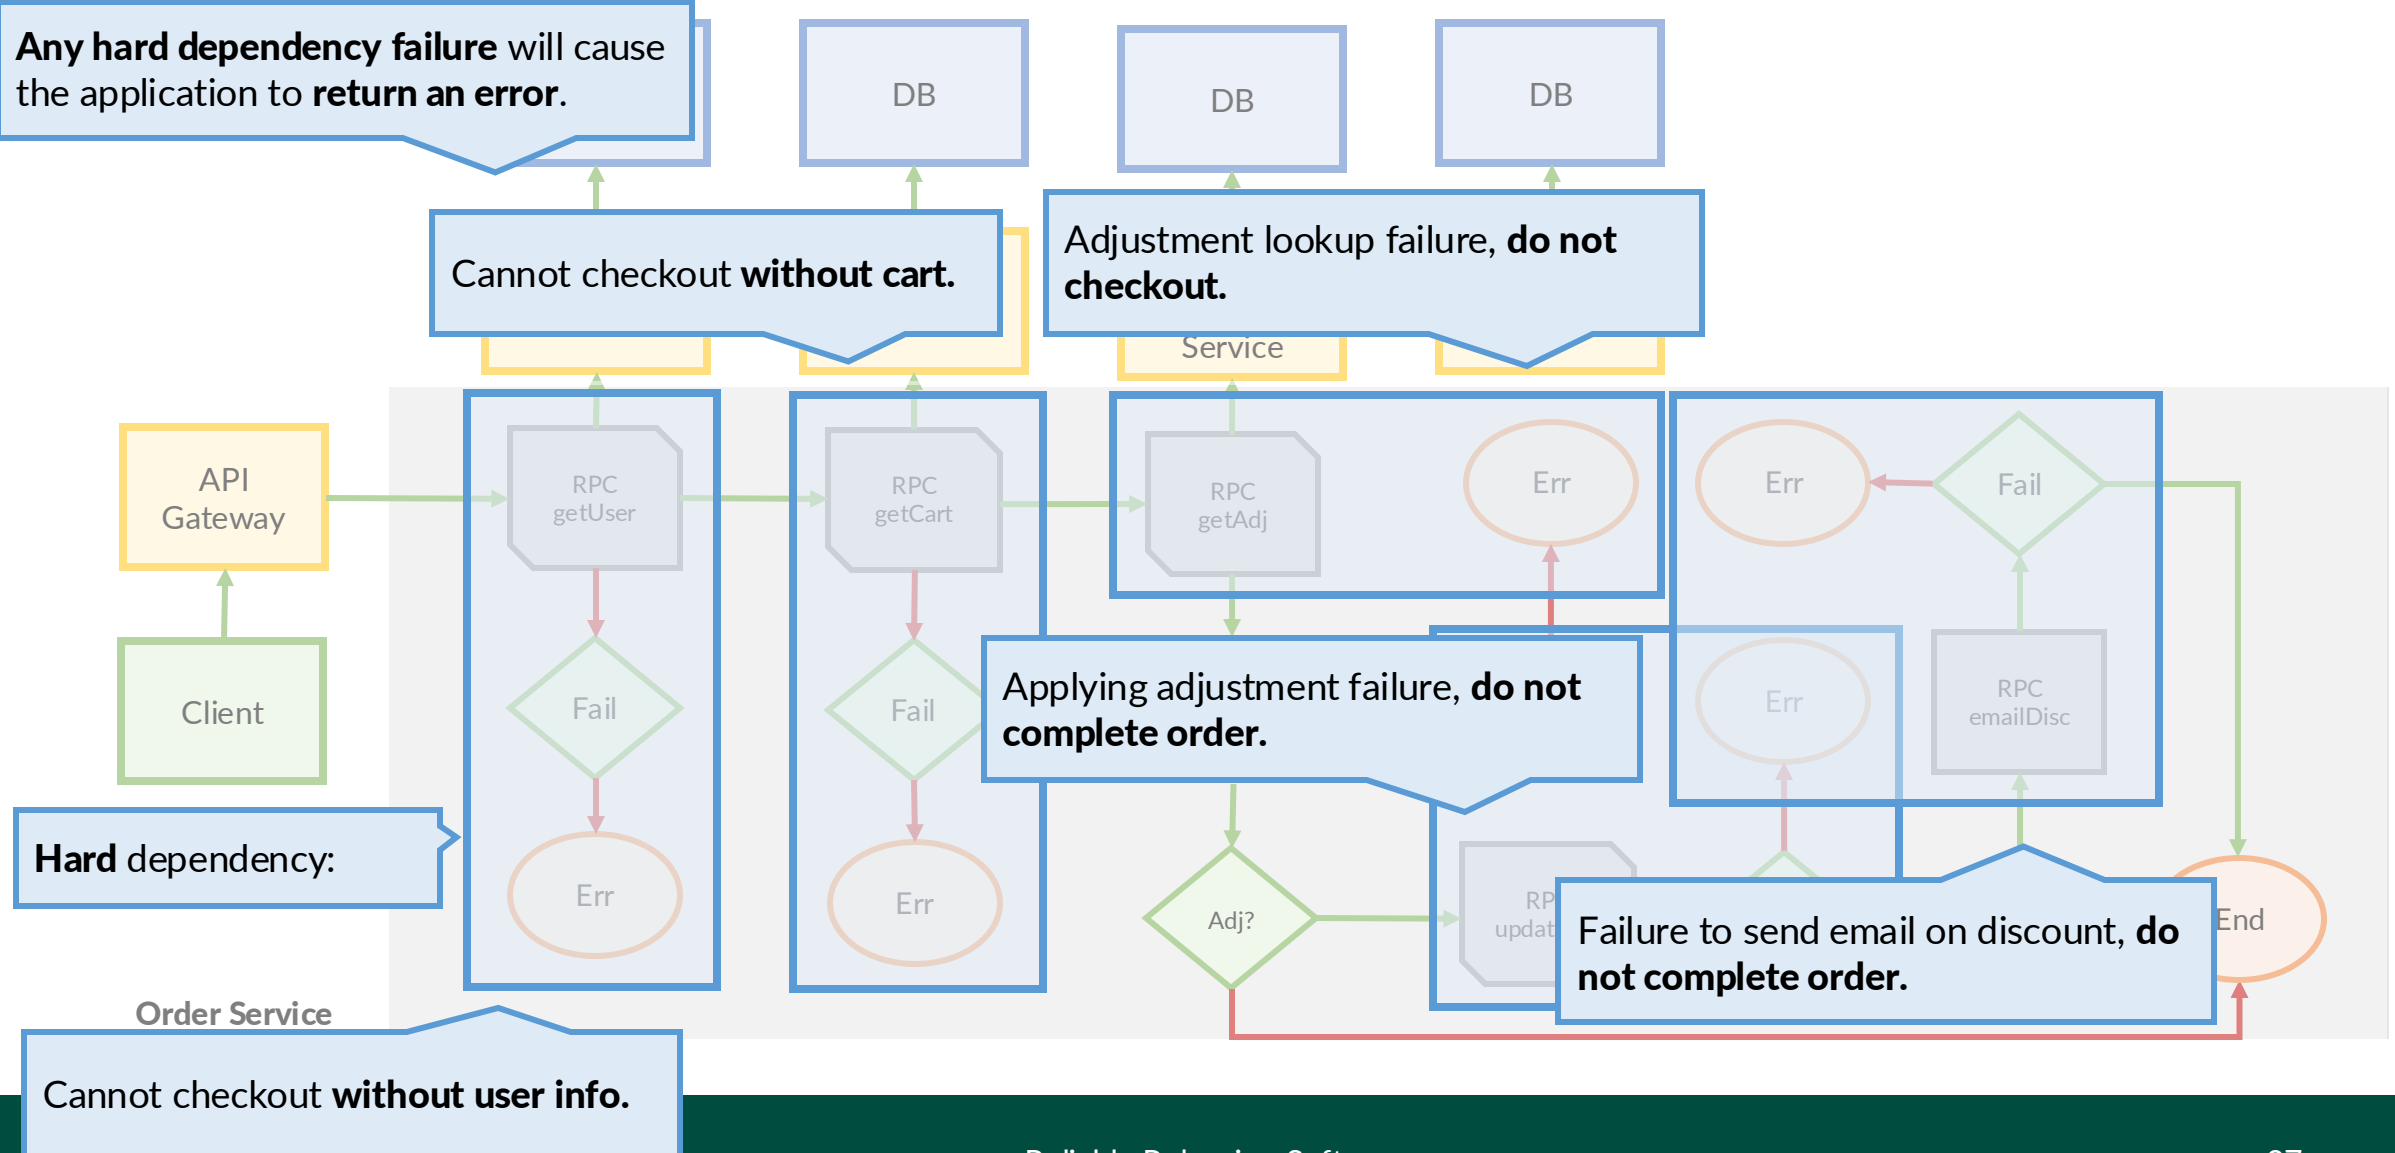 Any hard dependency failure will cause
the application to return an error.
DB
DB
DB
Cannot checkout without cart.
Adjustment lookup failure, do not
checkout.
Service
API
Gateway
RPC
getUser
RPC
getCart
RPC
getAdj
Err
Err
Fail
Client
Fail
Fail
Applying adjustment failure, do not
complete order.
Err
RPC
emailDisc
Hard dependency:
Err
Err
Adj?
Failure to send email on discount, do
not complete order.
End
Order Service
Cannot checkout without user info.